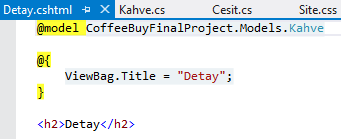 Detay.cshtml Kahve.cs Cesit.cs Site.css
@model CoffeeBuyFinalProject.Models.Kahve
@{
ViewBag.Title = "Detay";
}
<h2>Detay</h2>